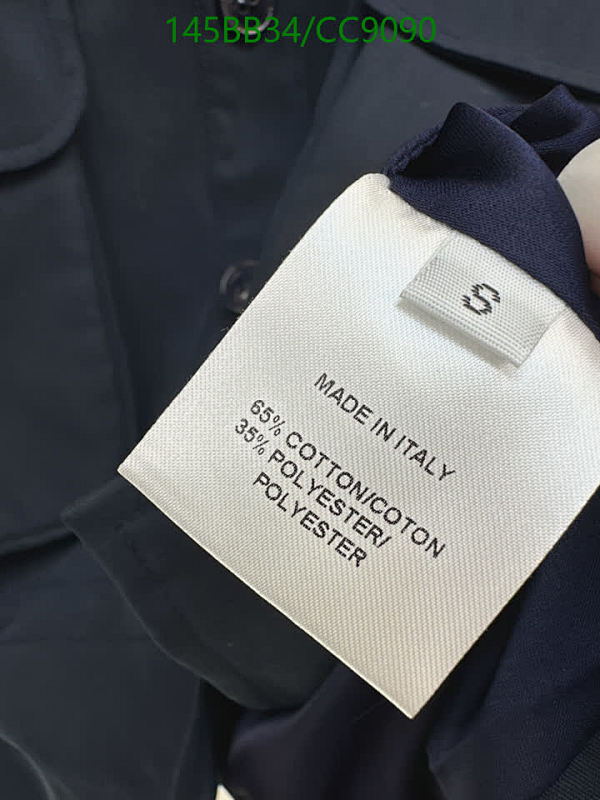 145BB34/CC9090
S
MADE IN ITALY
65% COTTON/COTON
35% POLYESTER/
POLYESTER